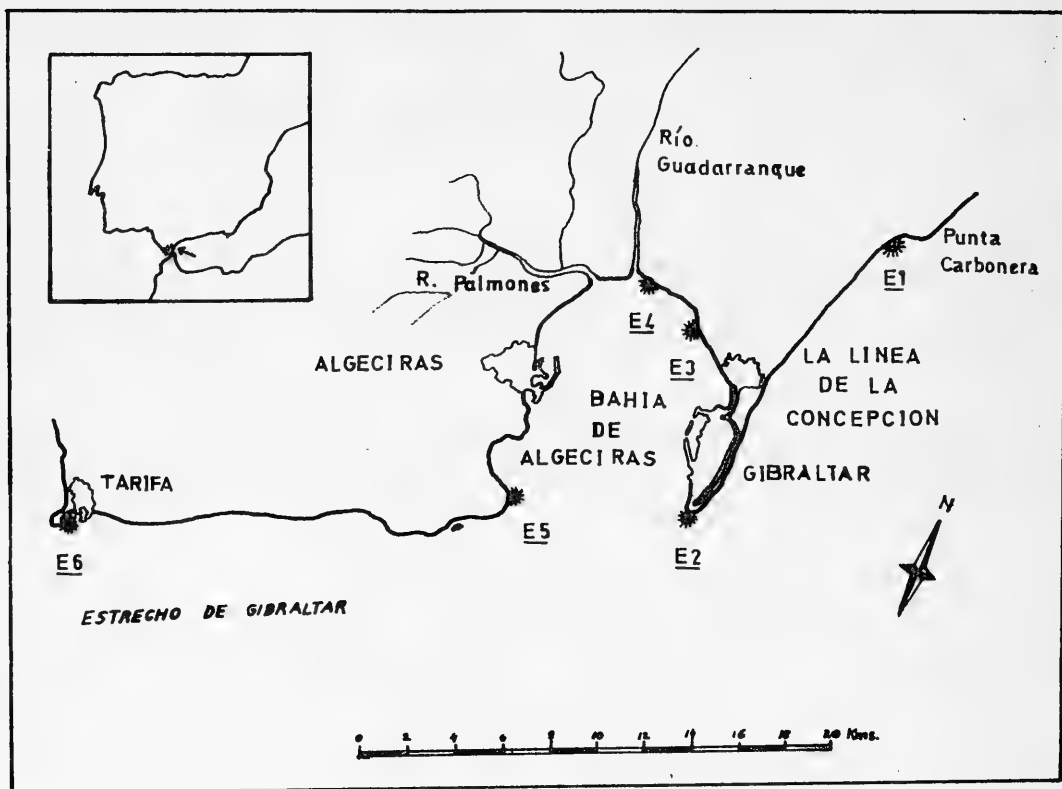 Río.
Guadarranque
Punta
Carbonera
E1
R. Palmones
E4
ALGECIRAS
E3
LA LINEA
DE LA
CONCEPCION
BAHIA
DE
ALGECIRAS
GIBRALTAR
TARIFA
E5
E2
N
E6
ESTRECHO DE GIBRALTAR
0 2 4 6 8 10 12 14 16 18 20 Kms.